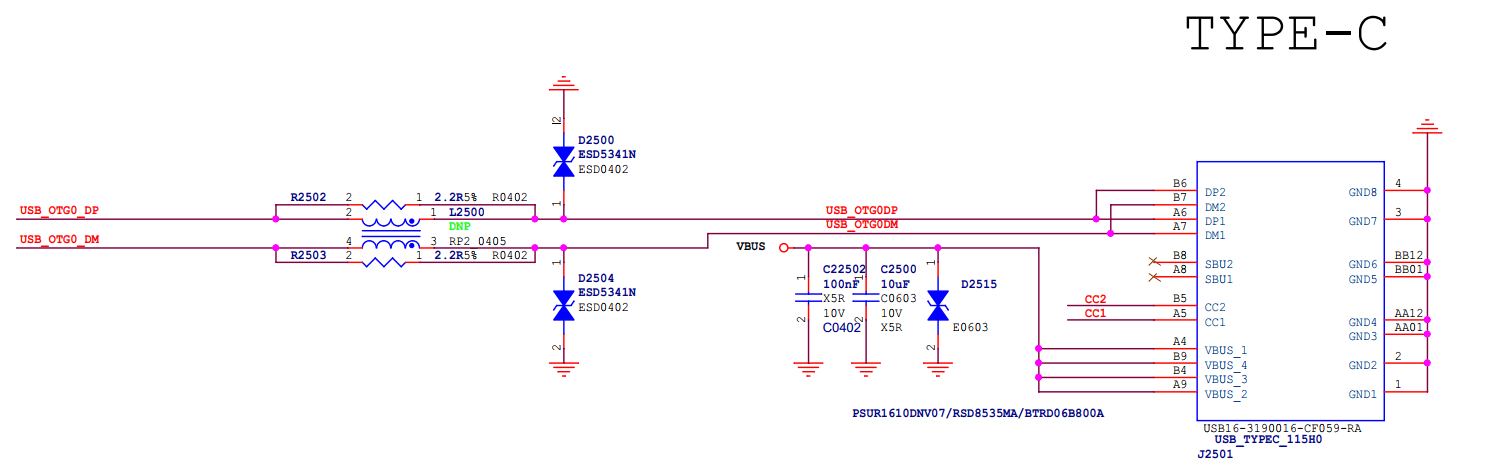 TYPE-C
I2
D2500
ESD5341N
ESD0402
1
R2502 2 1 2.2R5% R0402
USB_OTG0_DP 2 1 L2500
DNP
USB_OTG0_DM 4 3 RP2 0405
R2503 2 1 2.2R5% R0402
1
D2504
ESD5341N
ESD0402
2
USB_OTG0DP
USB_OTG0DM
VBUS
1
C22502
100nF
X5R
10V
C0402
2
1
C2500
10uF
C0603
10V
X5R
2
1
D2515
E0603
2
PSUR1610DNV07/RSD8535MA/BTRD06B800A
B6 DP2
B7 DM2
A6 DP1
A7 DM1
B8 SBU2
A8 SBU1
CC2 B5 CC2
CC1 A5 CC1
A4 VBUS_1
B9 VBUS_4
B4 VBUS_3
A9 VBUS_2
GND8 4
GND7 3
GND6 BB12
GND5 BB01
GND4 AA12
GND3 AA01
GND2 2
GND1 1
USB16-3190016-CF059-RA
USB_TYPEC_115H0
J2501